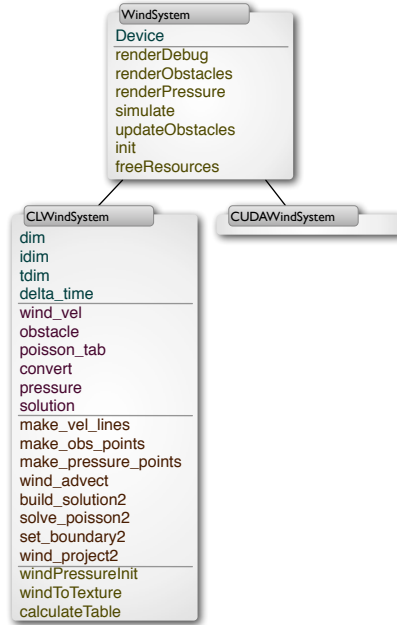 WindSystem
Device
renderDebug
renderObstacles
renderPressure
simulate
updateObstacles
init
freeResources
CLWindSystem
dim
idim
tdim
delta_time
wind_vel
obstacle
poisson_tab
convert
pressure
solution
make_vel_lines
make_obs_points
make_pressure_points
wind_advect
build_solution2
solve_poisson2
set_boundary2
wind_project2
windPressureInit
windToTexture
calculateTable
CUDAWindSystem